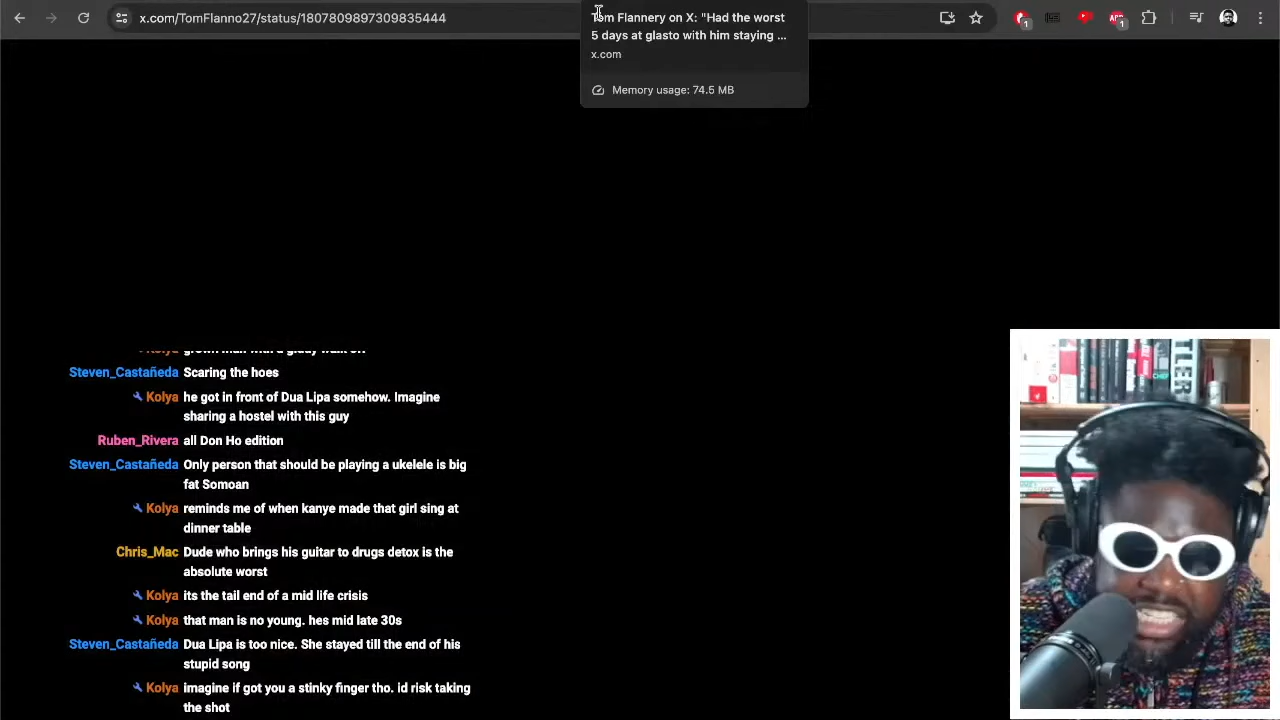 x.com/TomFlanno27/status/1807809897309835444
Tom Flannery on X: "Had the worst
5 days at glasto with him staying ...
x.com
Memory usage: 74.5 MB
1
1
Kolya grown man with a
Steven_Castañeda Scaring the hoes
Kolya he got in front of Dua Lipa somehow. Imagine
sharing a hostel with this guy
Ruben_Rivera all Don Ho edition
Steven_Castañeda Only person that should be playing a ukelele is big
fat Somoan
Kolya reminds me of when kanye made that girl sing at
dinner table
Chris_Mac Dude who brings his guitar to drugs detox is the
absolute worst
Kolya its the tail end of a mid life crisis
Kolya that man is no young. hes mid late 30s
Steven_Castañeda Dua Lipa is too nice. She stayed till the end of his
stupid song
Kolya imagine if got you a stinky finger tho. id risk taking
the shot